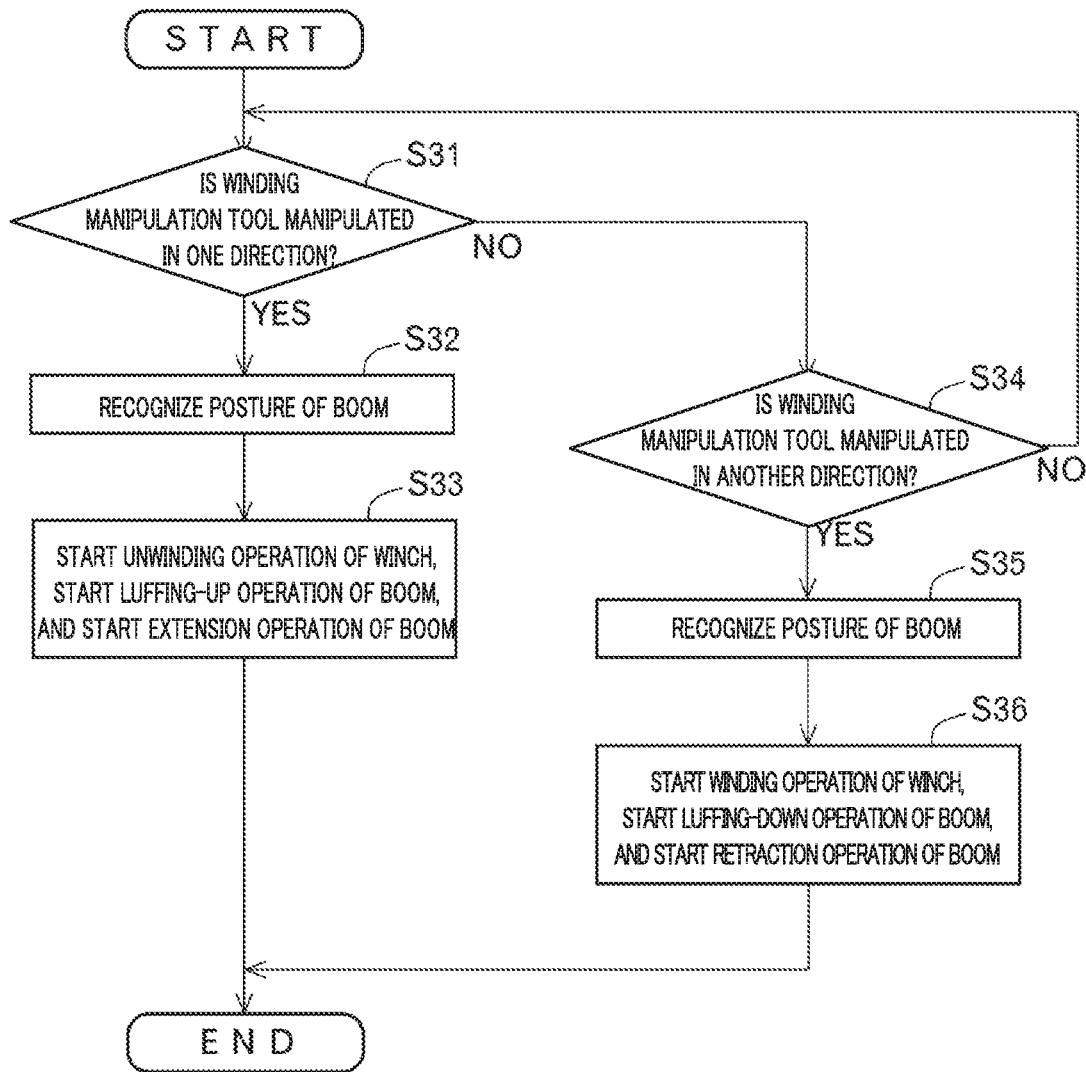 START
S31
IS WINDING
MANIPULATION TOOL MANIPULATED
IN ONE DIRECTION?
NO
YES
S32
RECOGNIZE POSTURE OF BOOM
S33
START UNWINDING OPERATION OF WINCH,
START LUFFING-UP OPERATION OF BOOM,
AND START EXTENSION OPERATION OF BOOM
S34
IS WINDING
MANIPULATION TOOL MANIPULATED
IN ANOTHER DIRECTION?
NO
YES
S35
RECOGNIZE POSTURE OF BOOM
S36
START WINDING OPERATION OF WINCH,
START LUFFING-DOWN OPERATION OF BOOM,
AND START RETRACTION OPERATION OF BOOM
END